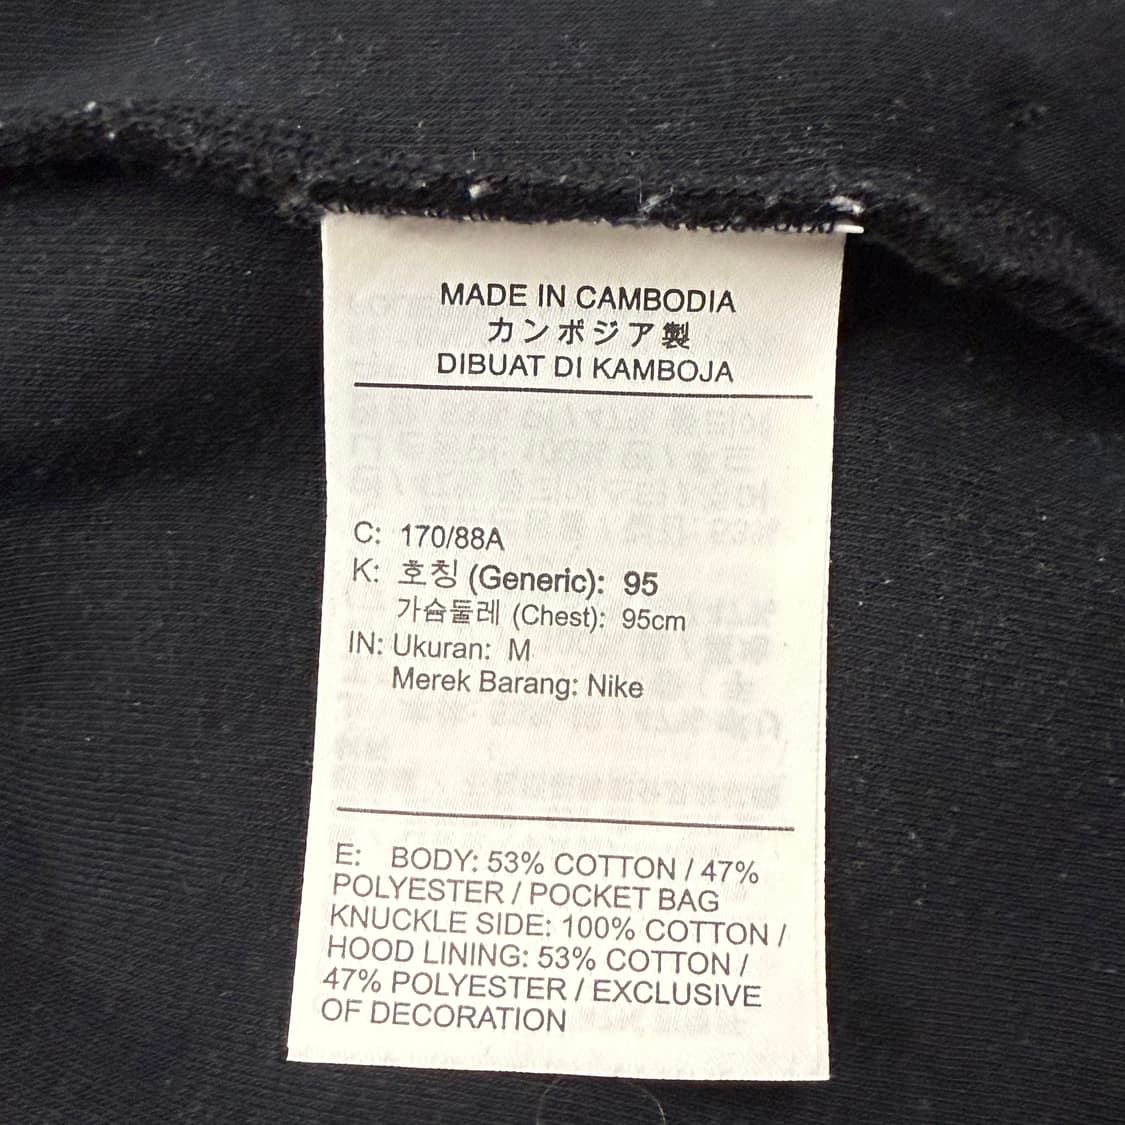 MADE IN CAMBODIA
カンボジア製
DIBUAT DI KAMBOJA
C: 170/88A
K: 호칭 (Generic): 95
가슴둘레 (Chest): 95cm
IN: Ukuran: M
Merek Barang: Nike
E: BODY: 53% COTTON / 47%
POLYESTER / POCKET BAG
KNUCKLE SIDE: 100% COTTON /
HOOD LINING: 53% COTTON /
47% POLYESTER / EXCLUSIVE
OF DECORATION